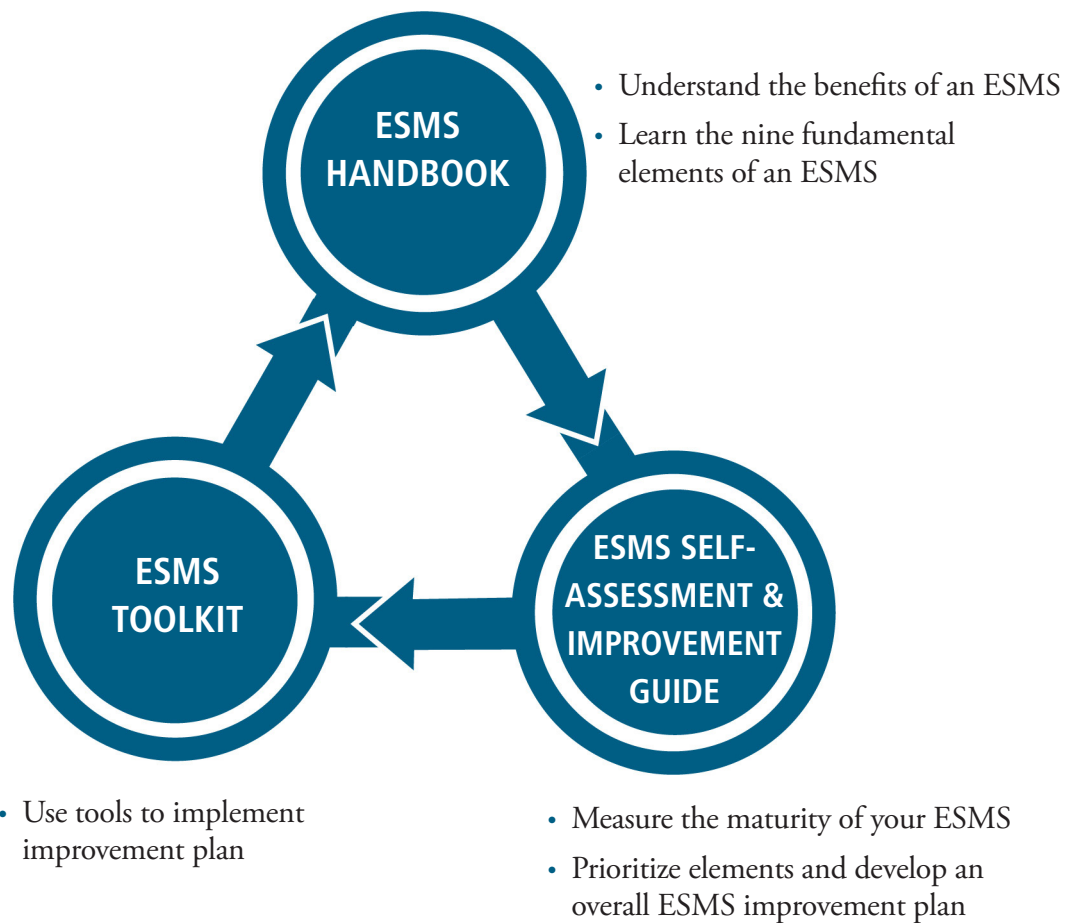 ESMS
HANDBOOK
• Understand the benefits of an ESMS
• Learn the nine fundamental
elements of an ESMS
ESMS SELF-
ASSESSMENT &
IMPROVEMENT
GUIDE
• Measure the maturity of your ESMS
• Prioritize elements and develop an
overall ESMS improvement plan
ESMS
TOOLKIT
• Use tools to implement
improvement plan